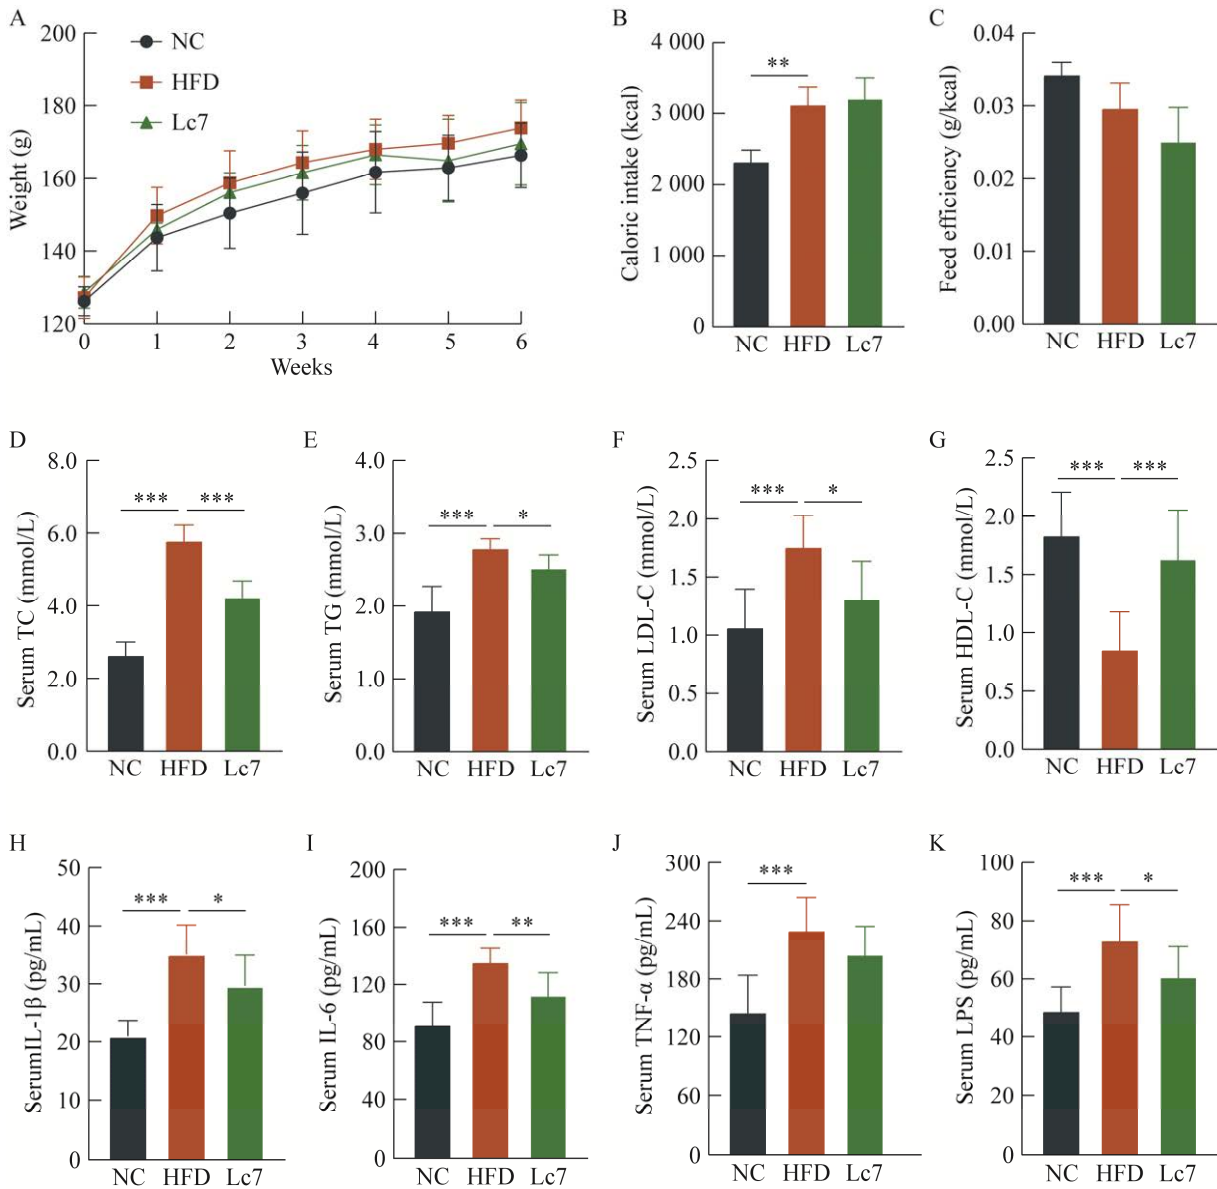 A
Weight (g)
200
180
160
140
120
NC
HFD
Lc7
0 1 2 3 4 5 6
Weeks
B
Caloric intake (kcal)
4 000
3 000
2 000
1 000
0
**
NC HFD Lc7
C
Feed efficiency (g/kcal)
0.04
0.03
0.02
0.01
0.00
NC HFD Lc7
D
Serum TC (mmol/L)
8.0
6.0
4.0
2.0
0.0
*** ***
NC HFD Lc7
E
Serum TG (mmol/L)
4.0
3.0
2.0
1.0
0.0
*** *
NC HFD Lc7
F
Serum LDL-C (mmol/L)
2.5
2.0
1.5
1.0
0.5
0.0
*** *
NC HFD Lc7
G
Serum HDL-C (mmol/L)
2.5
2.0
1.5
1.0
0.5
0.0
*** ***
NC HFD Lc7
H
SerumIL-1β (pg/mL)
50
40
30
20
10
0
*** *
NC HFD Lc7
I
Serum IL-6 (pg/mL)
200
160
120
80
40
0
*** **
NC HFD Lc7
J
Serum TNF-α (pg/mL)
300
240
180
120
60
0
***
NC HFD Lc7
K
Serum LPS (pg/mL)
100
80
60
40
20
0
*** *
NC HFD Lc7